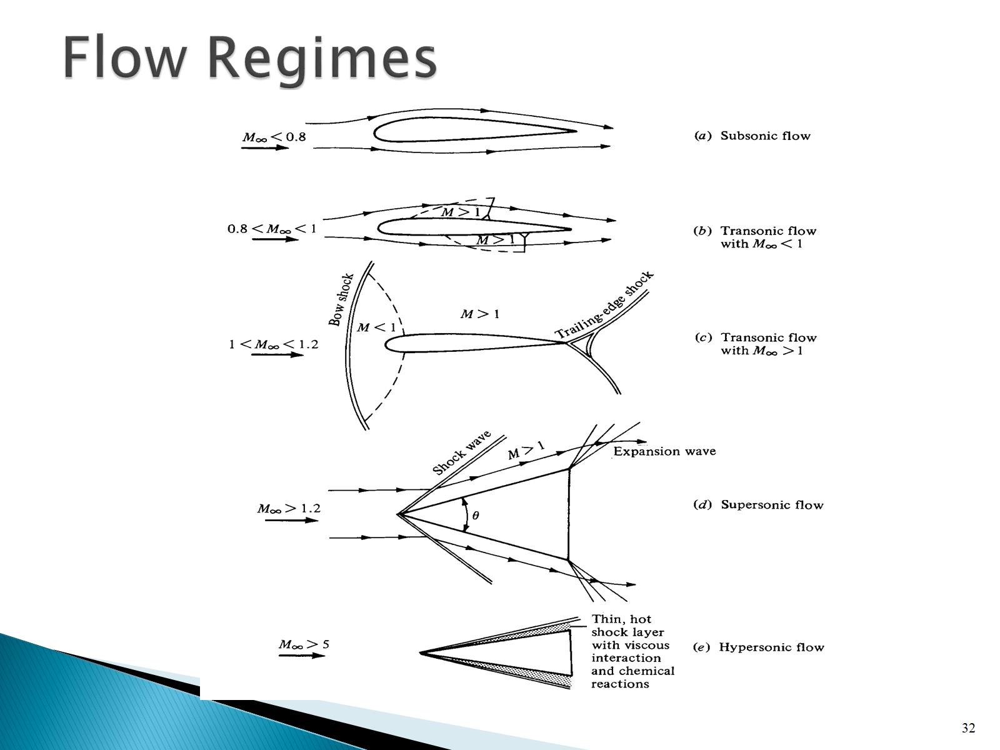 Flow Regimes
M∞ < 0.8
(a) Subsonic flow
M > 1
0.8 < M∞ < 1
M > 1
(b) Transonic flow
with M∞ < 1
Bow shock
M < 1
M > 1
Trailing-edge shock
1 < M∞ < 1.2
(c) Transonic flow
with M∞ > 1
Shock wave
M > 1
Expansion wave
M∞ > 1.2
θ
(d) Supersonic flow
M∞ > 5
Thin, hot
shock layer
with viscous
interaction
and chemical
reactions
(e) Hypersonic flow
32